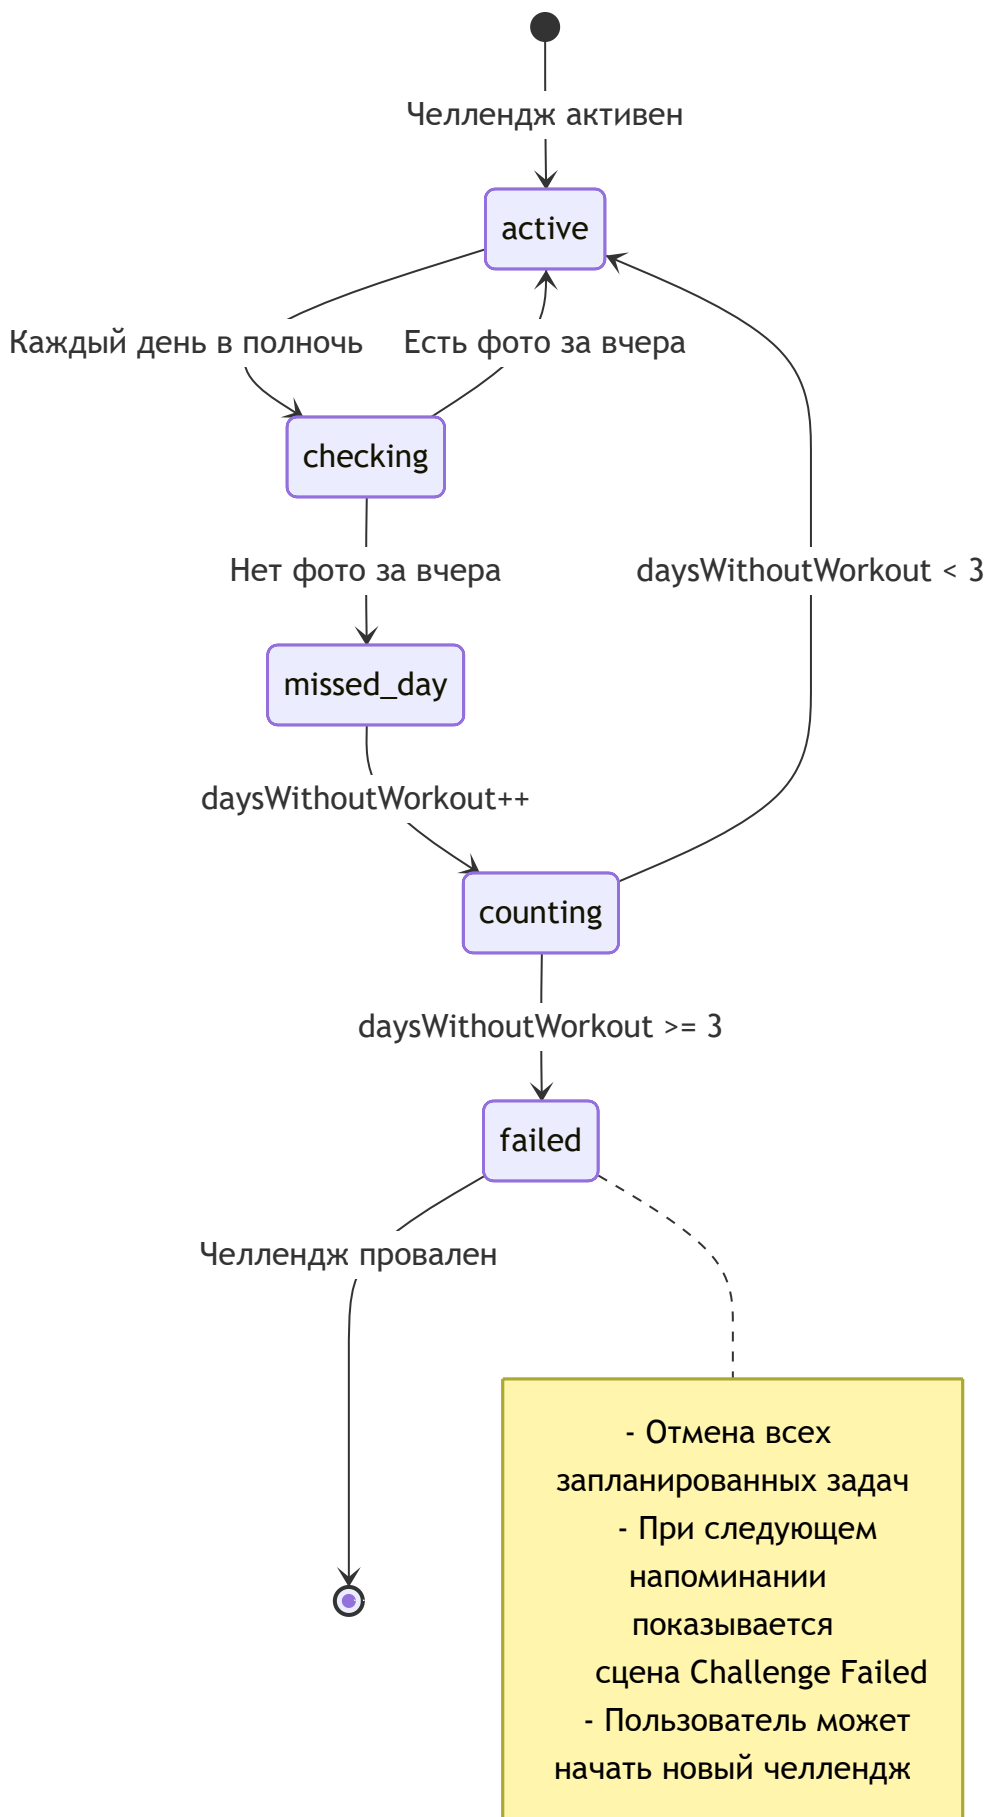 Челлендж активен
active
Каждый день в полночь
Есть фото за вчера
checking
Нет фото за вчера
daysWithoutWorkout < 3
missed_day
daysWithoutWorkout++
counting
daysWithoutWorkout >= 3
failed
Челлендж провален
- Отмена всех
запланированных задач
- При следующем
напоминании
показывается
сцена Challenge Failed
- Пользователь может
начать новый челлендж